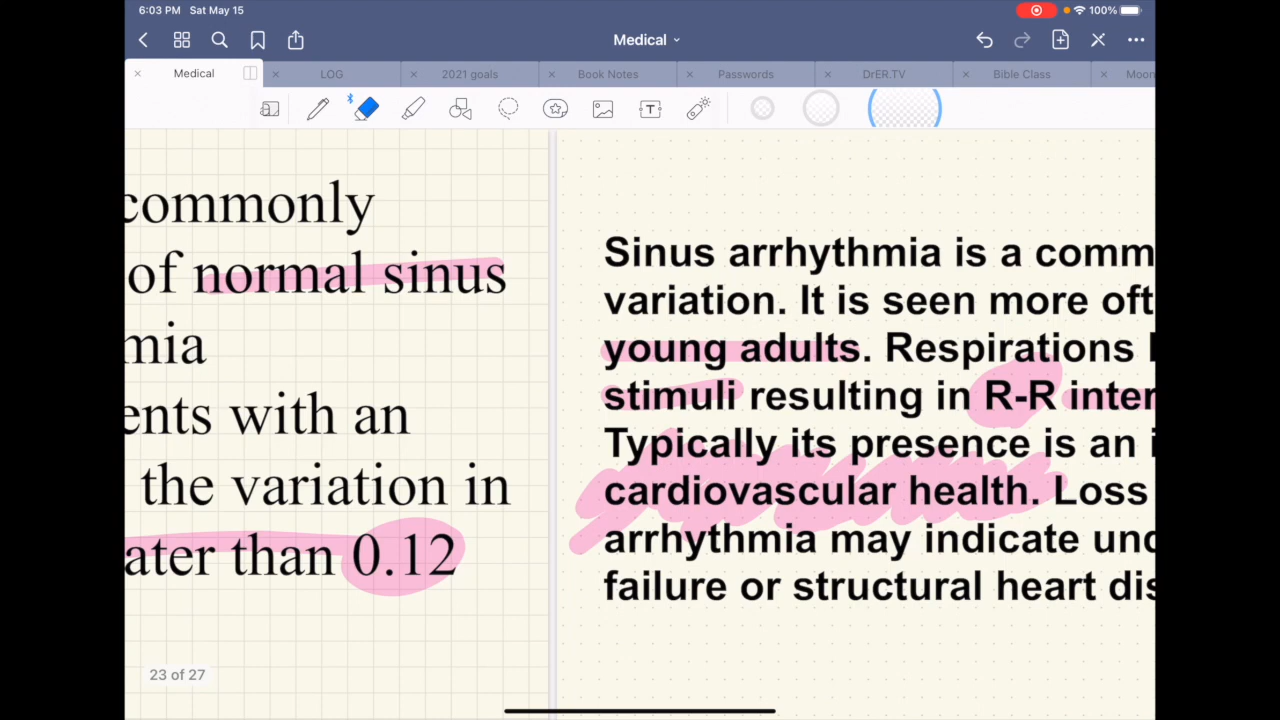 6:03 PM Sat May 15
100%
Medical
Medical
LOG
2021 goals
Book Notes
Passwords
DrER.TV
Bible Class
Moon
T
commonly
of normal sinus
mia
ents with an
the variation in
ater than 0.12
23 of 27
Sinus arrhythmia is a comm
variation. It is seen more oft
young adults. Respirations
stimuli resulting in R-R inter
Typically its presence is an i
cardiovascular health. Loss
arrhythmia may indicate unc
failure or structural heart dis